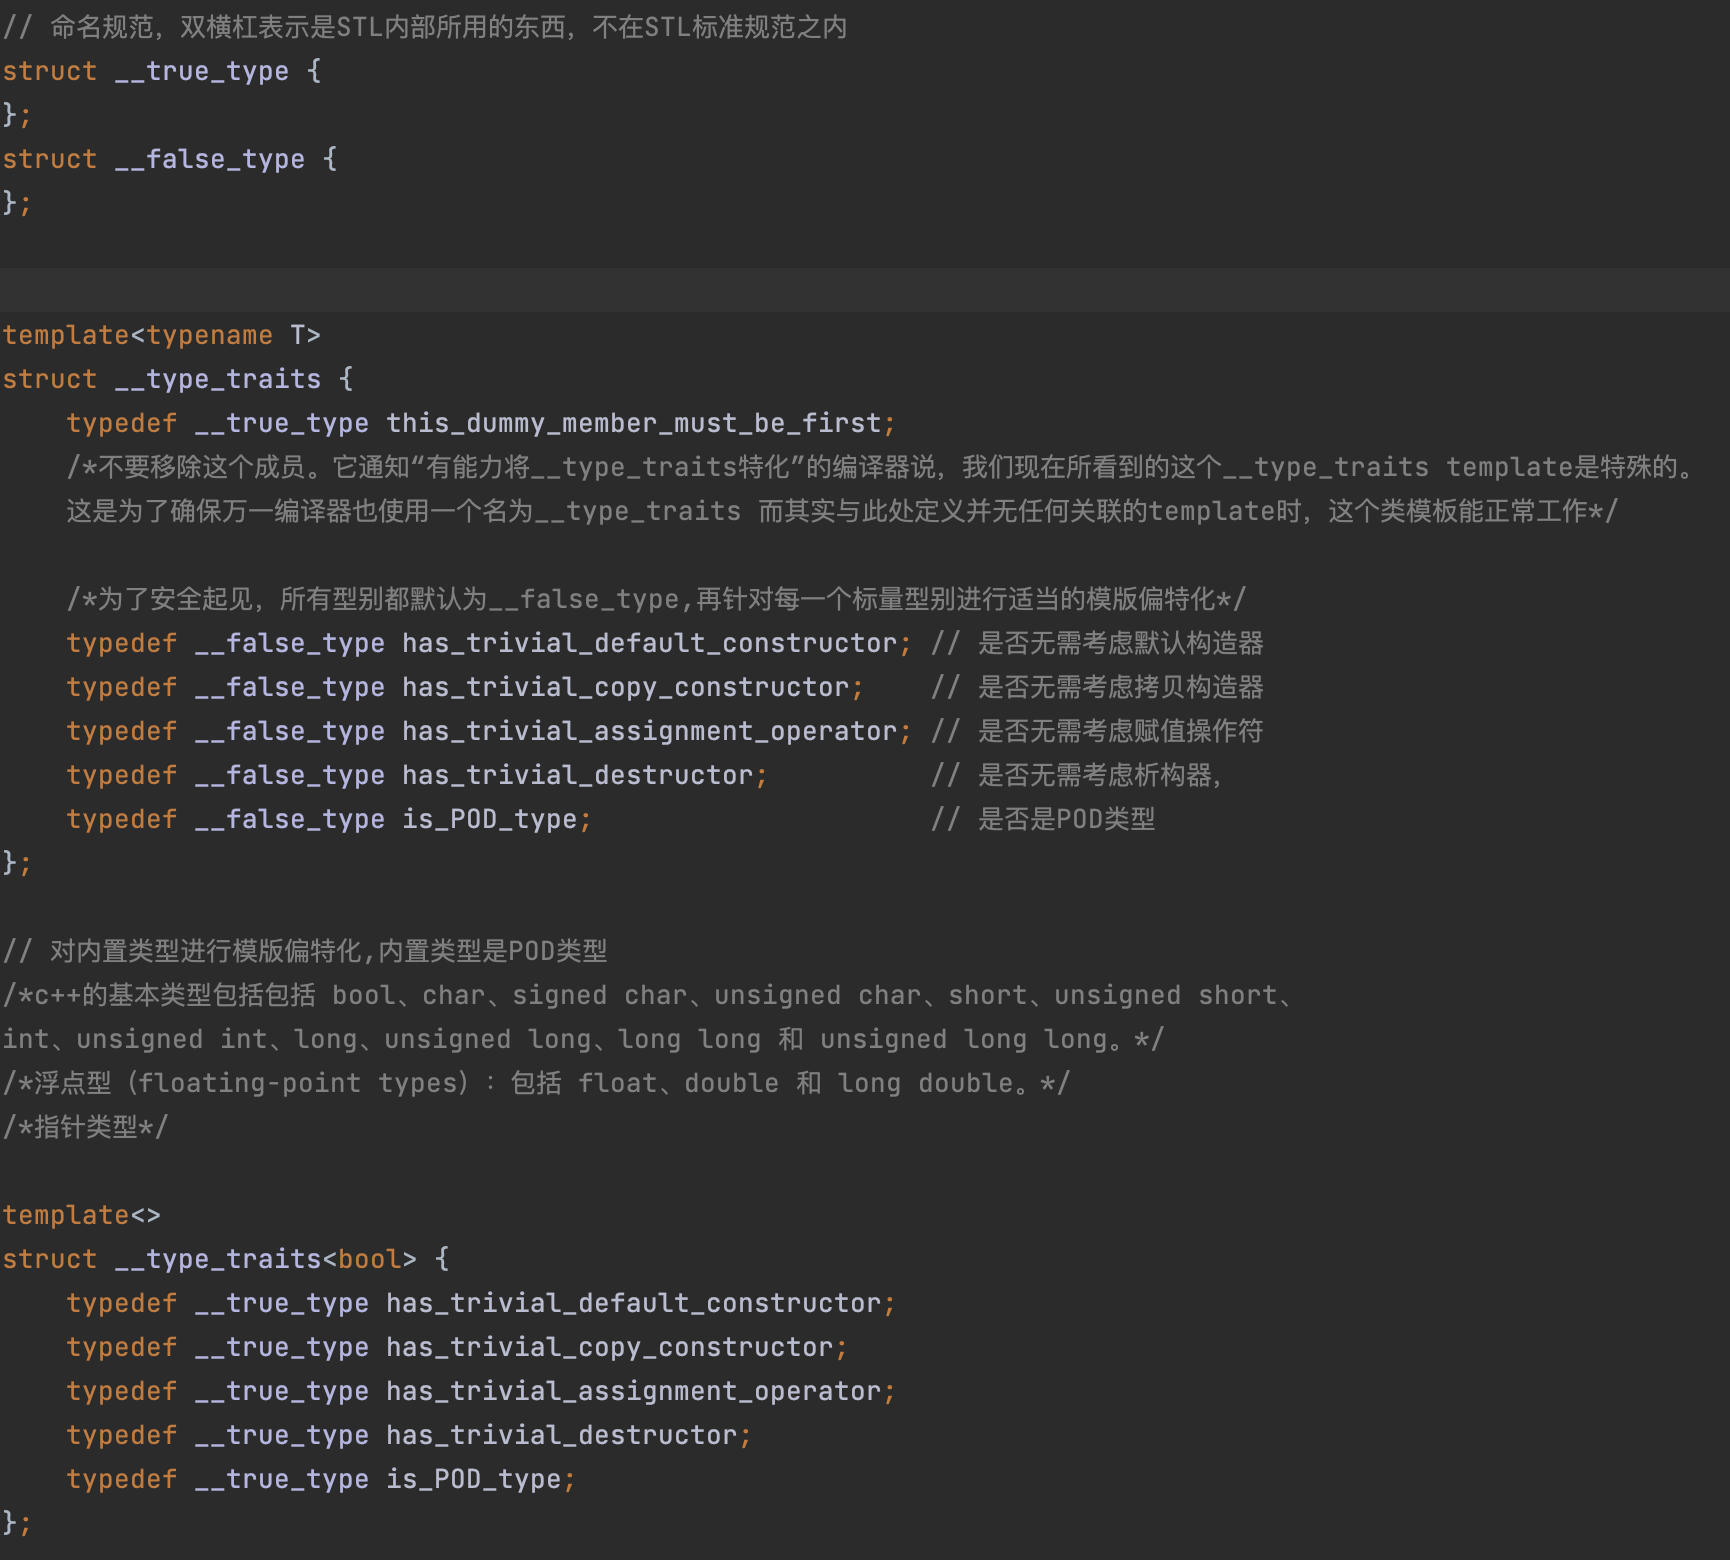 // 命名规范，双横杠表示是STL内部所用的东西，不在STL标准规范之内
struct __true_type {
};
struct __false_type {
};
template<typename T>
struct __type_traits {
    typedef __true_type this_dummy_member_must_be_first;
    /*不要移除这个成员。它通知“有能力将__type_traits特化”的编译器说，我们现在所看到的这个__type_traits template是特殊的。
    这是为了确保万一编译器也使用一个名为__type_traits 而其实与此处定义并无任何关联的template时，这个类模板能正常工作*/
    /*为了安全起见，所有型别都默认为__false_type,再针对每一个标量型别进行适当的模版偏特化*/
    typedef __false_type has_trivial_default_constructor; // 是否无需考虑默认构造器
    typedef __false_type has_trivial_copy_constructor;    // 是否无需考虑拷贝构造器
    typedef __false_type has_trivial_assignment_operator; // 是否无需考虑赋值操作符
    typedef __false_type has_trivial_destructor;          // 是否无需考虑析构器，
    typedef __false_type is_POD_type;                     // 是否是POD类型
};
// 对内置类型进行模版偏特化,内置类型是POD类型
/*c++的基本类型包括包括 bool、char、signed char、unsigned char、short、unsigned short、
int、unsigned int、long、unsigned long、long long 和 unsigned long long。*/
/*浮点型（floating-point types）：包括 float、double 和 long double。*/
/*指针类型*/
template<>
struct __type_traits<bool> {
    typedef __true_type has_trivial_default_constructor;
    typedef __true_type has_trivial_copy_constructor;
    typedef __true_type has_trivial_assignment_operator;
    typedef __true_type has_trivial_destructor;
    typedef __true_type is_POD_type;
};